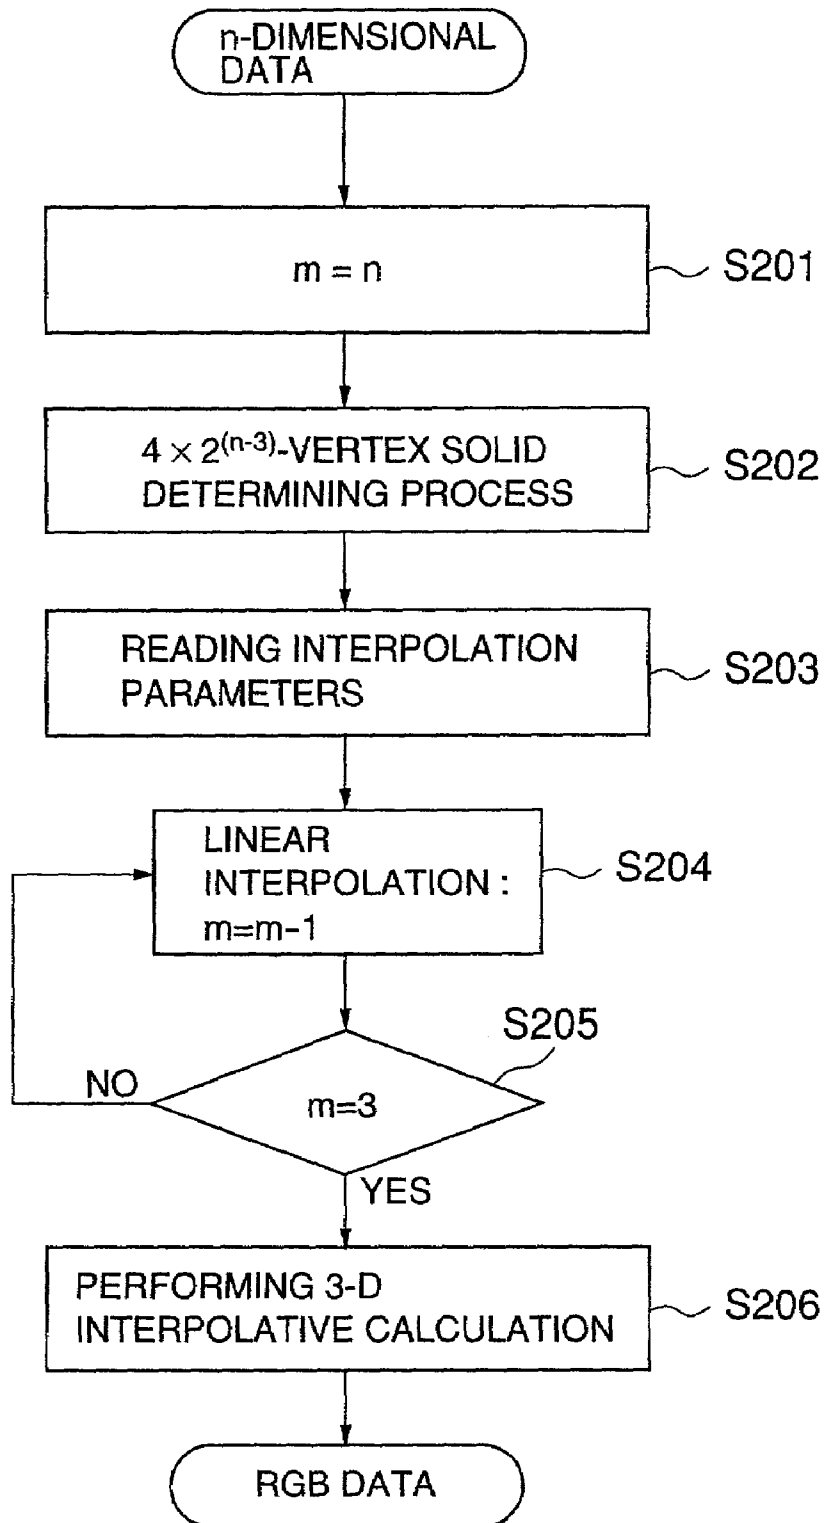 n-DIMENSIONAL
DATA
m = n
S201
4 × 2^(n-3)-VERTEX SOLID
DETERMINING PROCESS
S202
READING INTERPOLATION
PARAMETERS
S203
LINEAR
INTERPOLATION :
m=m-1
S204
S205
NO
m=3
YES
PERFORMING 3-D
INTERPOLATIVE CALCULATION
S206
RGB DATA